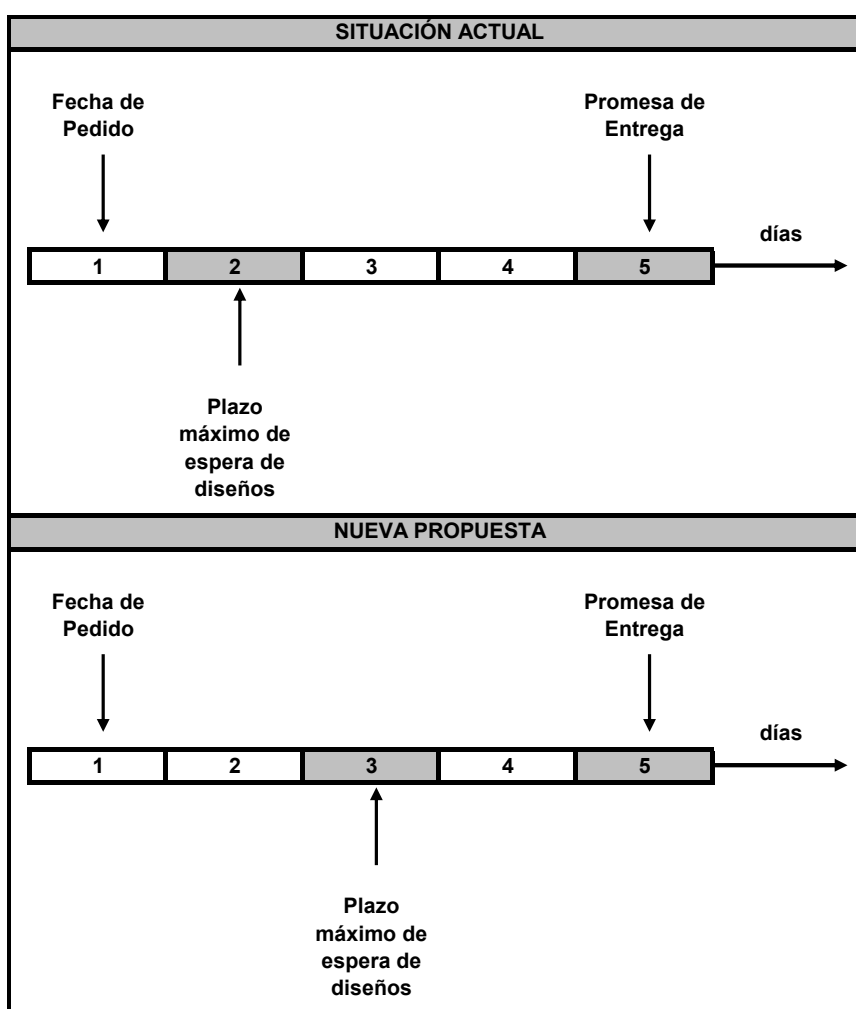 SITUACIÓN ACTUAL
Fecha de
Pedido
Promesa de
Entrega
días
1 2 3 4 5
Plazo
máximo de
espera de
diseños
NUEVA PROPUESTA
Fecha de
Pedido
Promesa de
Entrega
días
1 2 3 4 5
Plazo
máximo de
espera de
diseños